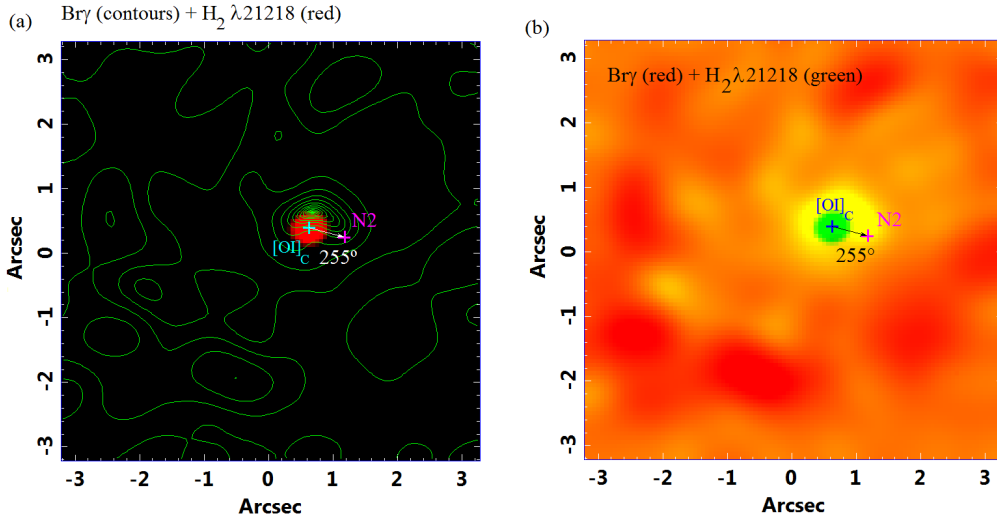 (a)
Brγ (contours) + H₂ λ21218 (red)
3
2
1
0
-1
-2
-3
Arcsec
N2
[OI]C
255º
-3 -2 -1 0 1 2 3
Arcsec
(b)
Brγ (red) + H₂λ21218 (green)
3
2
1
0
-1
-2
-3
Arcsec
[OI]C
N2
255°
-3 -2 -1 0 1 2 3
Arcsec